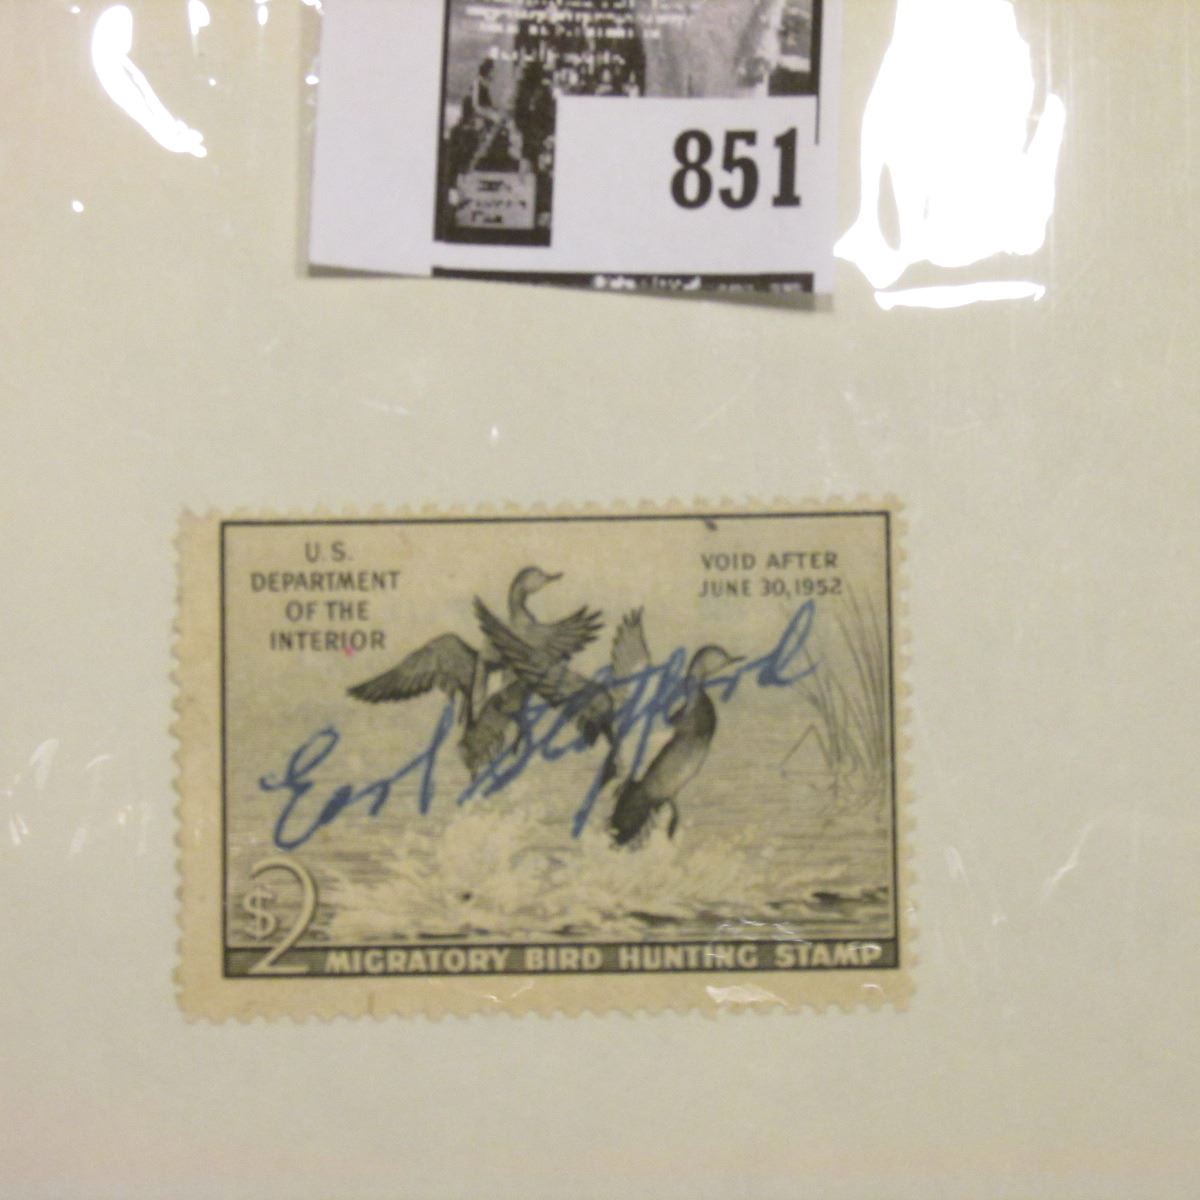 851
U.S.
DEPARTMENT
OF THE
INTERIOR
VOID AFTER
JUNE 30, 1952
Earl Stafford
$2
MIGRATORY BIRD HUNTING STAMP